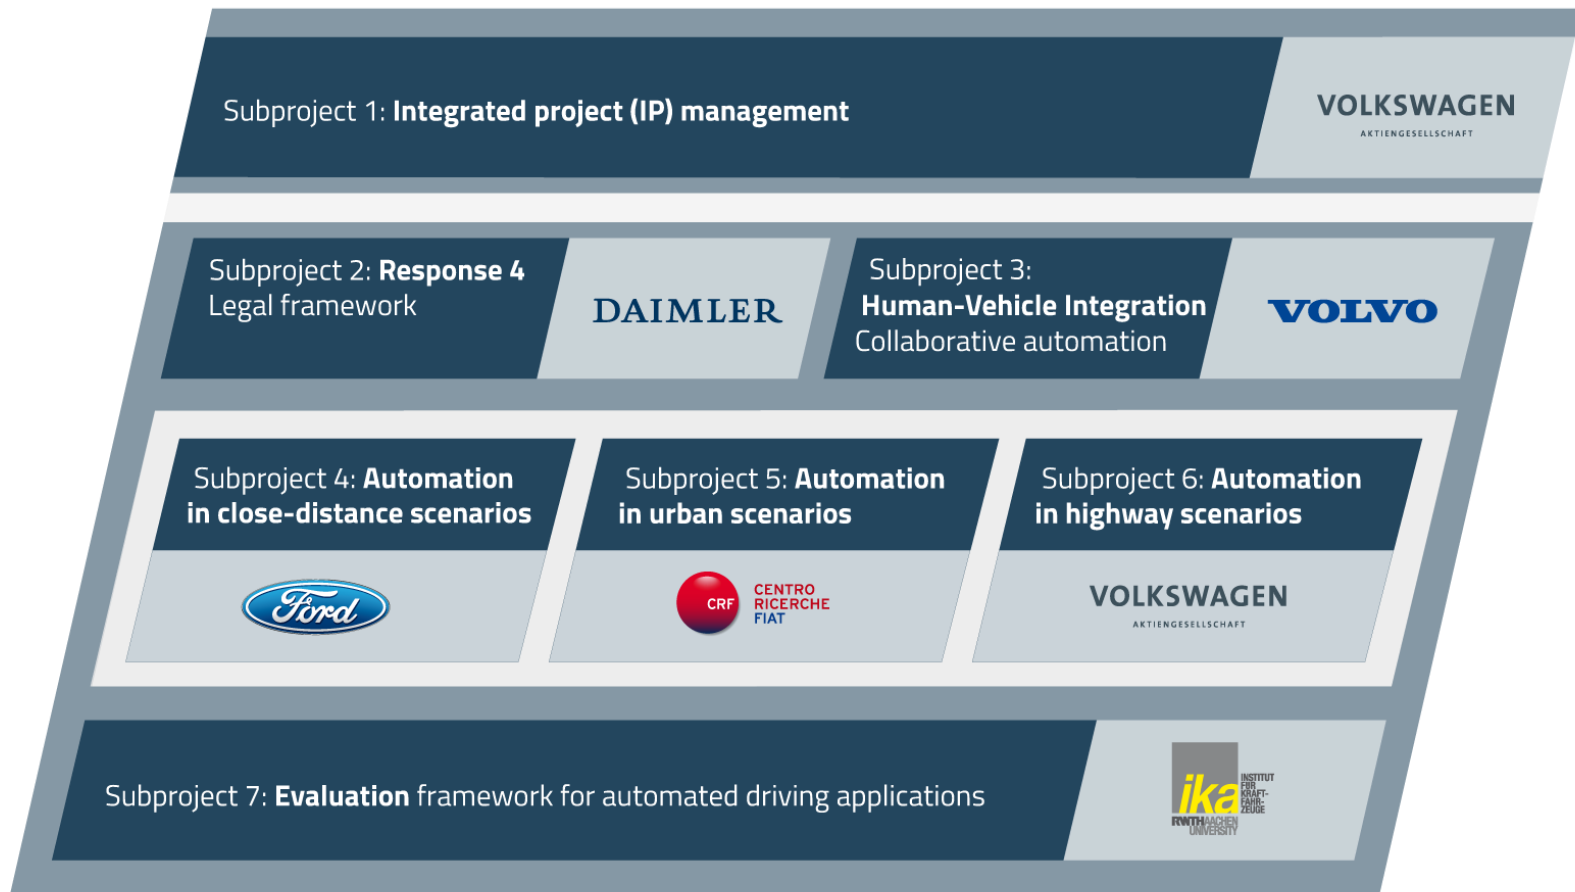 Subproject 1: Integrated project (IP) management
VOLKSWAGEN
AKTIENGESELLSCHAFT
Subproject 2: Response 4
Legal framework
DAIMLER
Subproject 3:
Human-Vehicle Integration
Collaborative automation
VOLVO
Subproject 4: Automation
in close-distance scenarios
Ford
Subproject 5: Automation
in urban scenarios
CRF
CENTRO
RICERCHE
FIAT
Subproject 6: Automation
in highway scenarios
VOLKSWAGEN
AKTIENGESELLSCHAFT
Subproject 7: Evaluation framework for automated driving applications
ika
INSTITUT
FÜR
KRAFT-
FAHR-
ZEUGE
RWTHAACHEN
UNIVERSITY